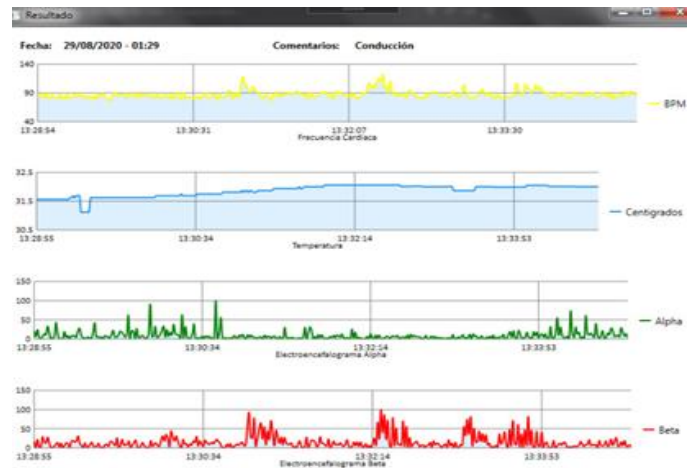 Resultado
Fecha: 29/08/2020 - 01:29 Comentarios: Conducción
140
90
40
13:28:54 13:30:31 13:32:07 13:33:30
Frecuencia Cardiaca
BPM
32.5
31.5
30.5
13:28:55 13:30:34 13:32:14 13:33:53
Temperatura
Centigrados
150
100
50
0
13:28:55 13:30:34 13:32:14 13:33:53
Electroencefalograma Alpha
Alpha
150
100
50
0
13:28:55 13:30:34 13:32:14 13:33:53
Electroencefalograma Beta
Beta